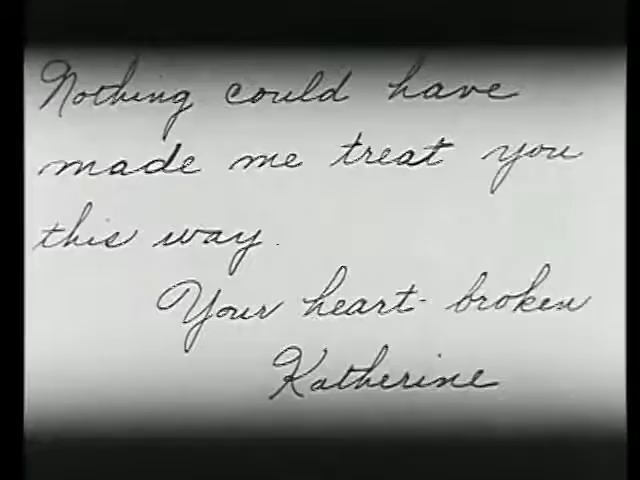 Nothing could have
made me treat you
this way.
Your heart-broken
Katherine